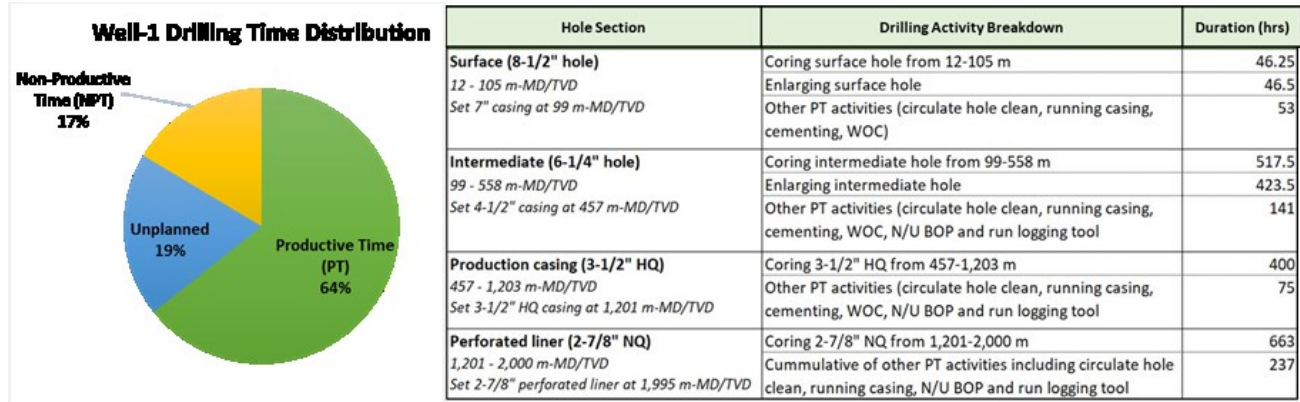 Well-1 Drilling Time Distribution
Non-Productive
Time (NPT)
17%
Unplanned
19%
Productive Time
(PT)
64%
Hole Section Drilling Activity Breakdown Duration (hrs)
Surface (8-1/2" hole) Coring surface hole from 12-105 m 46.25
12 - 105 m-MD/TVD Enlarging surface hole 46.5
Set 7" casing at 99 m-MD/TVD Other PT activities (circulate hole clean, running casing, 53
cementing, WOC)
Intermediate (6-1/4" hole) Coring intermediate hole from 99-558 m 517.5
99 - 558 m-MD/TVD Enlarging intermediate hole 423.5
Set 4-1/2" casing at 457 m-MD/TVD Other PT activities (circulate hole clean, running casing, 141
cementing, WOC, N/U BOP and run logging tool
Production casing (3-1/2" HQ) Coring 3-1/2" HQ from 457-1,203 m 400
457 - 1,203 m-MD/TVD Other PT activities (circulate hole clean, running casing, 75
Set 3-1/2" HQ casing at 1,201 m-MD/TVD cementing, WOC, N/U BOP and run logging tool
Perforated liner (2-7/8" NQ) Coring 2-7/8" NQ from 1,201-2,000 m 663
1,201 - 2,000 m-MD/TVD Cummulative of other PT activities including circulate hole 237
Set 2-7/8" perforated liner at 1,995 m-MD/TVD clean, running casing, N/U BOP and run logging tool